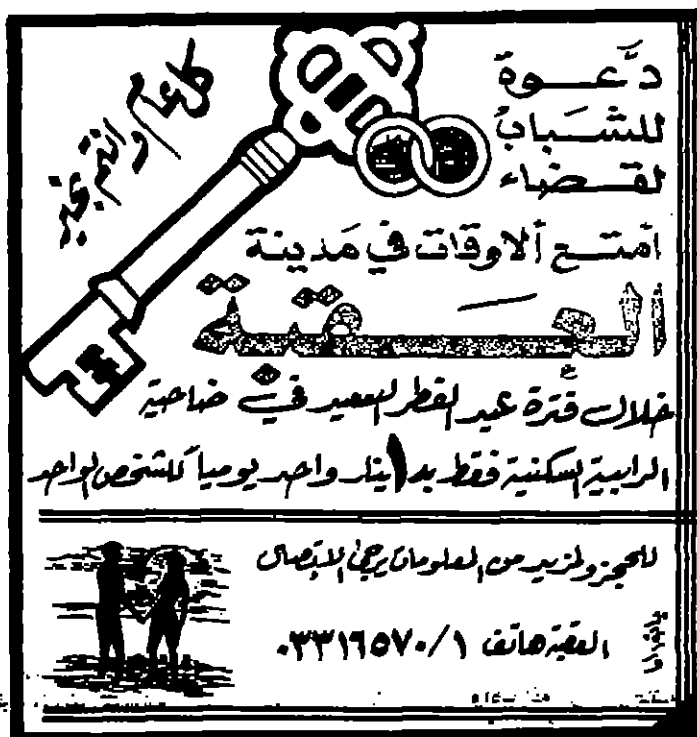 كل عام وانتم بخير
دعوة
للشباب
لقضاء
امتع الاوقات في مدينة
العقبة
خلال فترة عيد الفطر السعيد في ضاحية
الرابية السكنية فقط بدينار واحد يومياً للشخص الواحد
للحجز ولمزيد من المعلومات يرجى الاتصال
العقبة هاتف ٠٣٣١٦٥٧٠/١